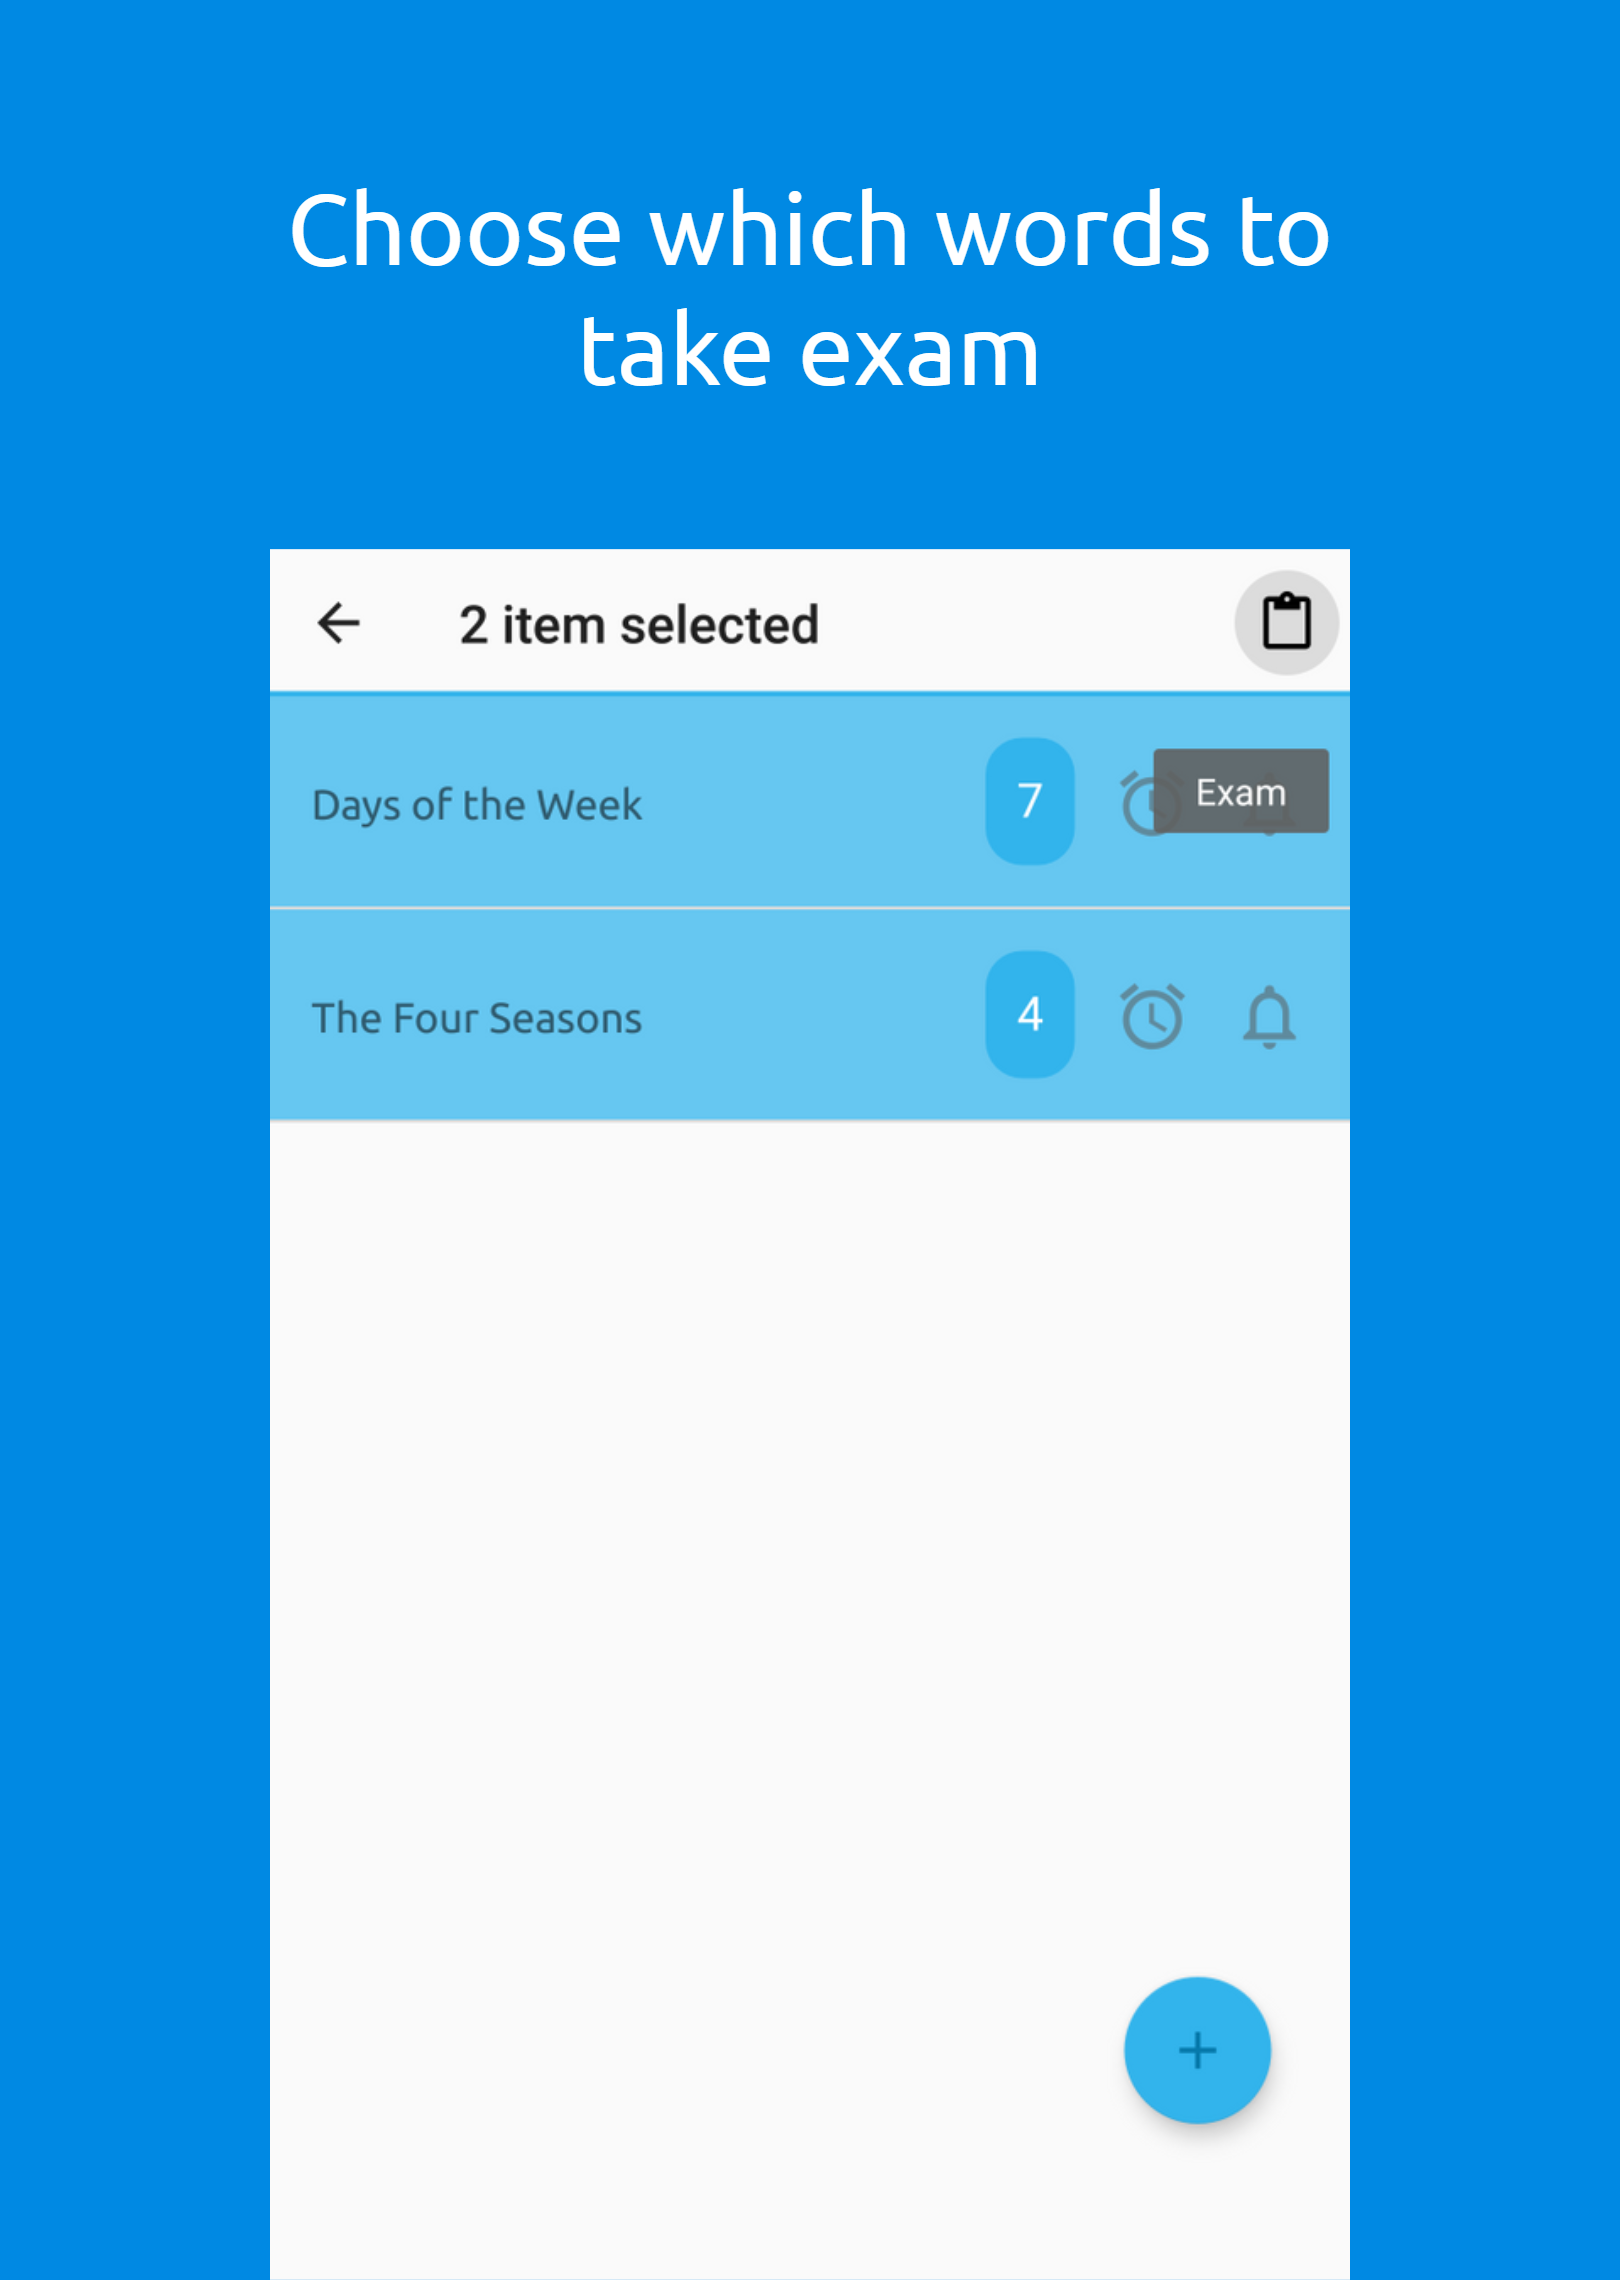 Choose which words to
take exam
2 item selected
Days of the Week 7 Exam
The Four Seasons 4